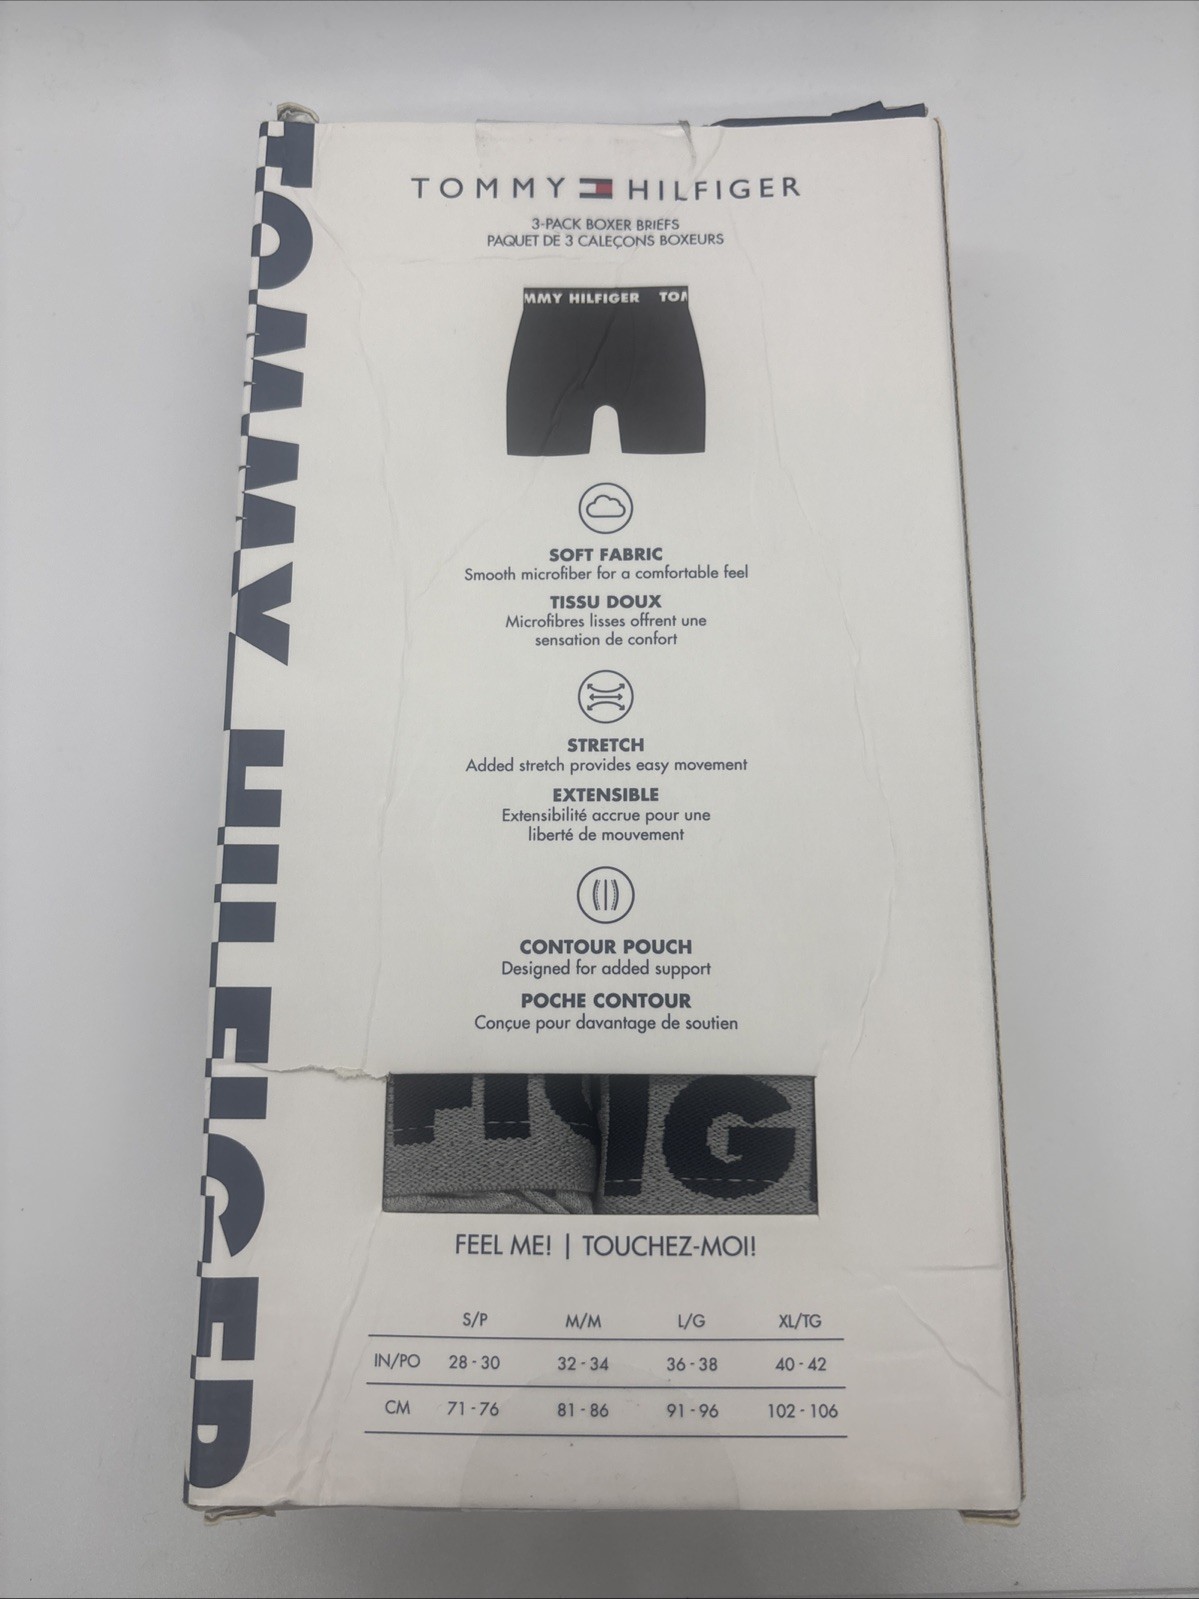 TOMMY HILFIGER
TOMMY HILFIGER
3-PACK BOXER BRIEFS
PAQUET DE 3 CALEÇONS BOXEURS
MMY HILFIGER TOM
SOFT FABRIC
Smooth microfiber for a comfortable feel
TISSU DOUX
Microfibres lisses offrent une
sensation de confort
STRETCH
Added stretch provides easy movement
EXTENSIBLE
Extensibilité accrue pour une
liberté de mouvement
CONTOUR POUCH
Designed for added support
POCHE CONTOUR
Conçue pour davantage de soutien
FIG IG
FEEL ME! | TOUCHEZ-MOI!
S/P M/M L/G XL/TG
IN/PO 28 - 30 32 - 34 36 - 38 40 - 42
CM 71 - 76 81 - 86 91 - 96 102 - 106